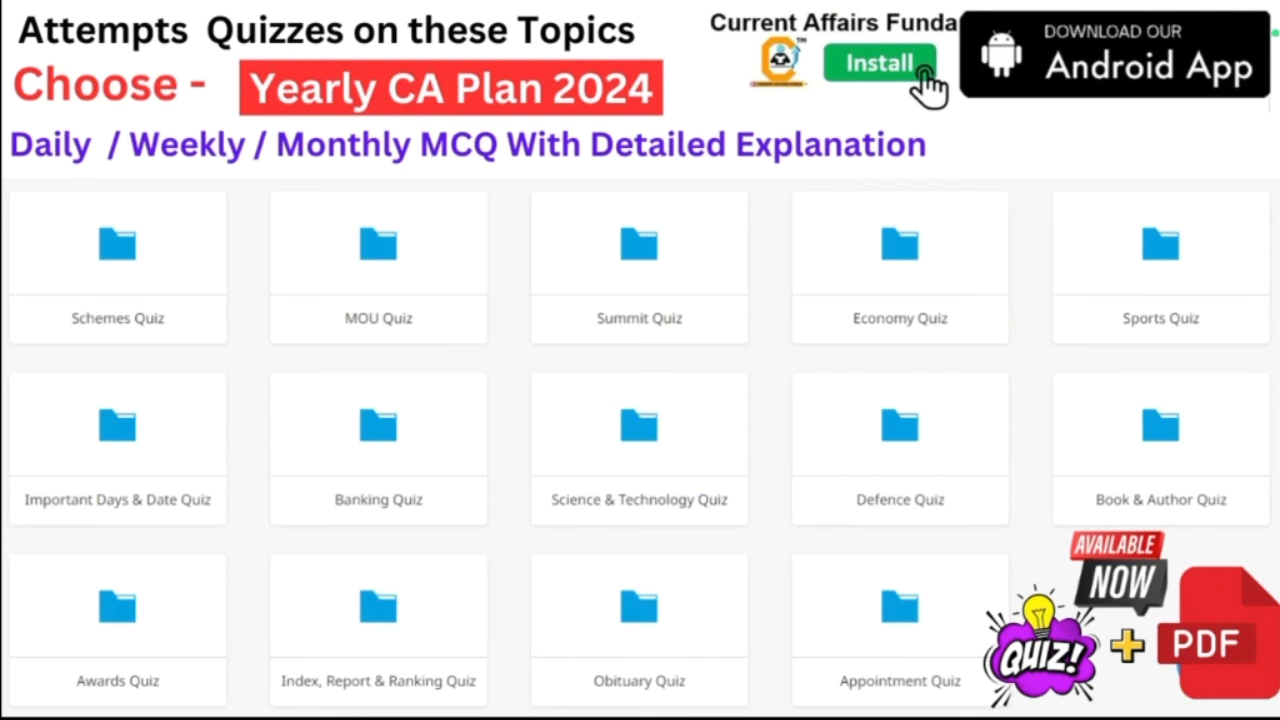 Attempts Quizzes on these Topics
Choose - Yearly CA Plan 2024
Daily / Weekly / Monthly MCQ With Detailed Explanation
Current Affairs Funda
TM
Install
DOWNLOAD OUR
Android App
Schemes Quiz
MOU Quiz
Summit Quiz
Economy Quiz
Sports Quiz
Important Days & Date Quiz
Banking Quiz
Science & Technology Quiz
Defence Quiz
Book & Author Quiz
Awards Quiz
Index, Report & Ranking Quiz
Obituary Quiz
Appointment Quiz
AVAILABLE
NOW
QUIZ!
+
PDF